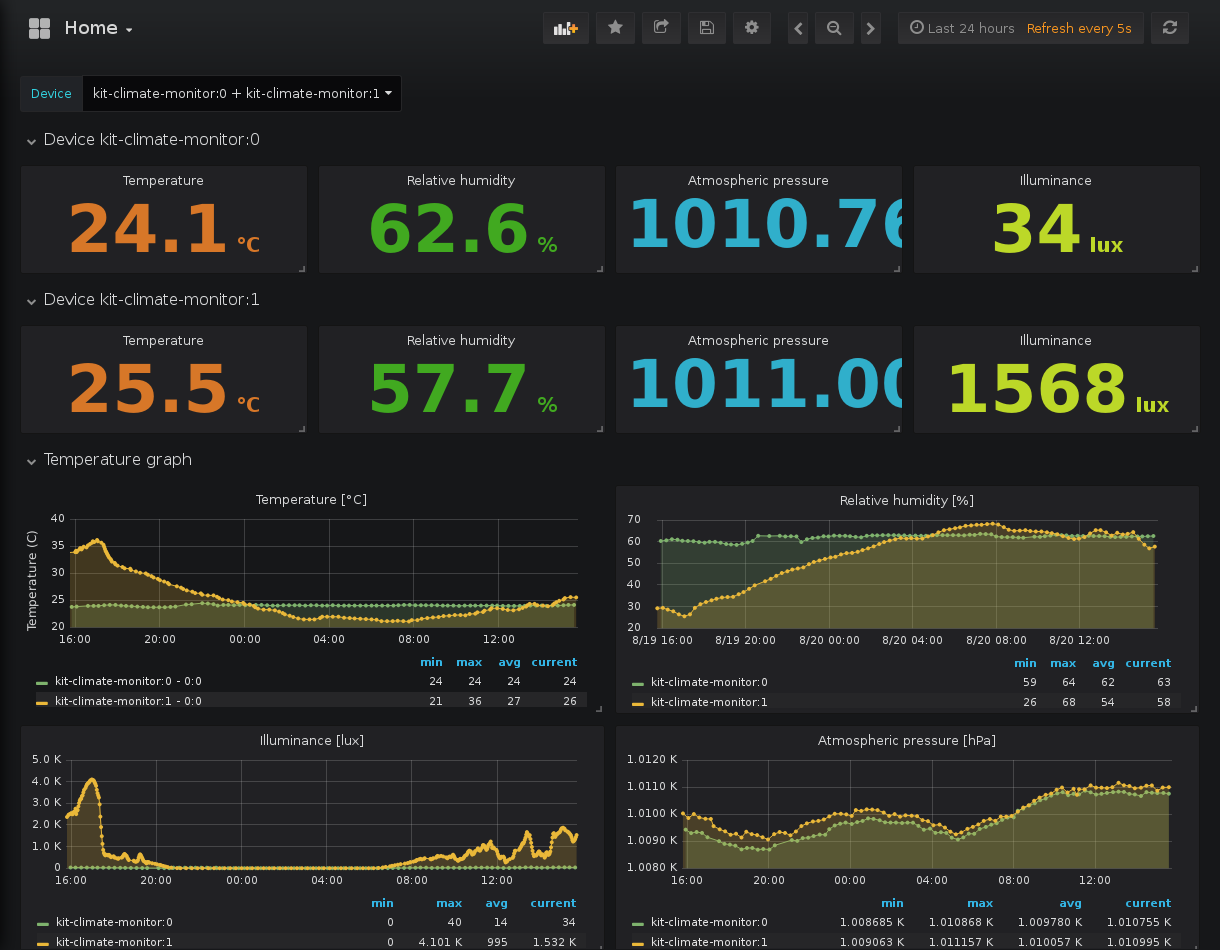 Home
Last 24 hours Refresh every 5s
Device kit-climate-monitor:0 + kit-climate-monitor:1
Device kit-climate-monitor:0
Temperature Relative humidity Atmospheric pressure Illuminance
24.1 °C 62.6 % 1010.76 34 lux
Device kit-climate-monitor:1
Temperature Relative humidity Atmospheric pressure Illuminance
25.5 °C 57.7 % 1011.00 1568 lux
Temperature graph
Temperature [°C]
Temperature (C)
40
35
30
25
20
16:00 20:00 00:00 04:00 08:00 12:00
min max avg current
kit-climate-monitor:0 - 0:0 24 24 24 24
kit-climate-monitor:1 - 0:0 21 36 27 26
Relative humidity [%]
70
60
50
40
30
20
8/19 16:00 8/19 20:00 8/20 00:00 8/20 04:00 8/20 08:00 8/20 12:00
min max avg current
kit-climate-monitor:0 59 64 62 63
kit-climate-monitor:1 26 68 54 58
Illuminance [lux]
5.0 K
4.0 K
3.0 K
2.0 K
1.0 K
0
16:00 20:00 00:00 04:00 08:00 12:00
min max avg current
kit-climate-monitor:0 0 40 14 34
kit-climate-monitor:1 0 4.101 K 995 1.532 K
Atmospheric pressure [hPa]
1.0120 K
1.0110 K
1.0100 K
1.0090 K
1.0080 K
16:00 20:00 00:00 04:00 08:00 12:00
min max avg current
kit-climate-monitor:0 1.008685 K 1.010868 K 1.009780 K 1.010755 K
kit-climate-monitor:1 1.009063 K 1.011157 K 1.010057 K 1.010995 K